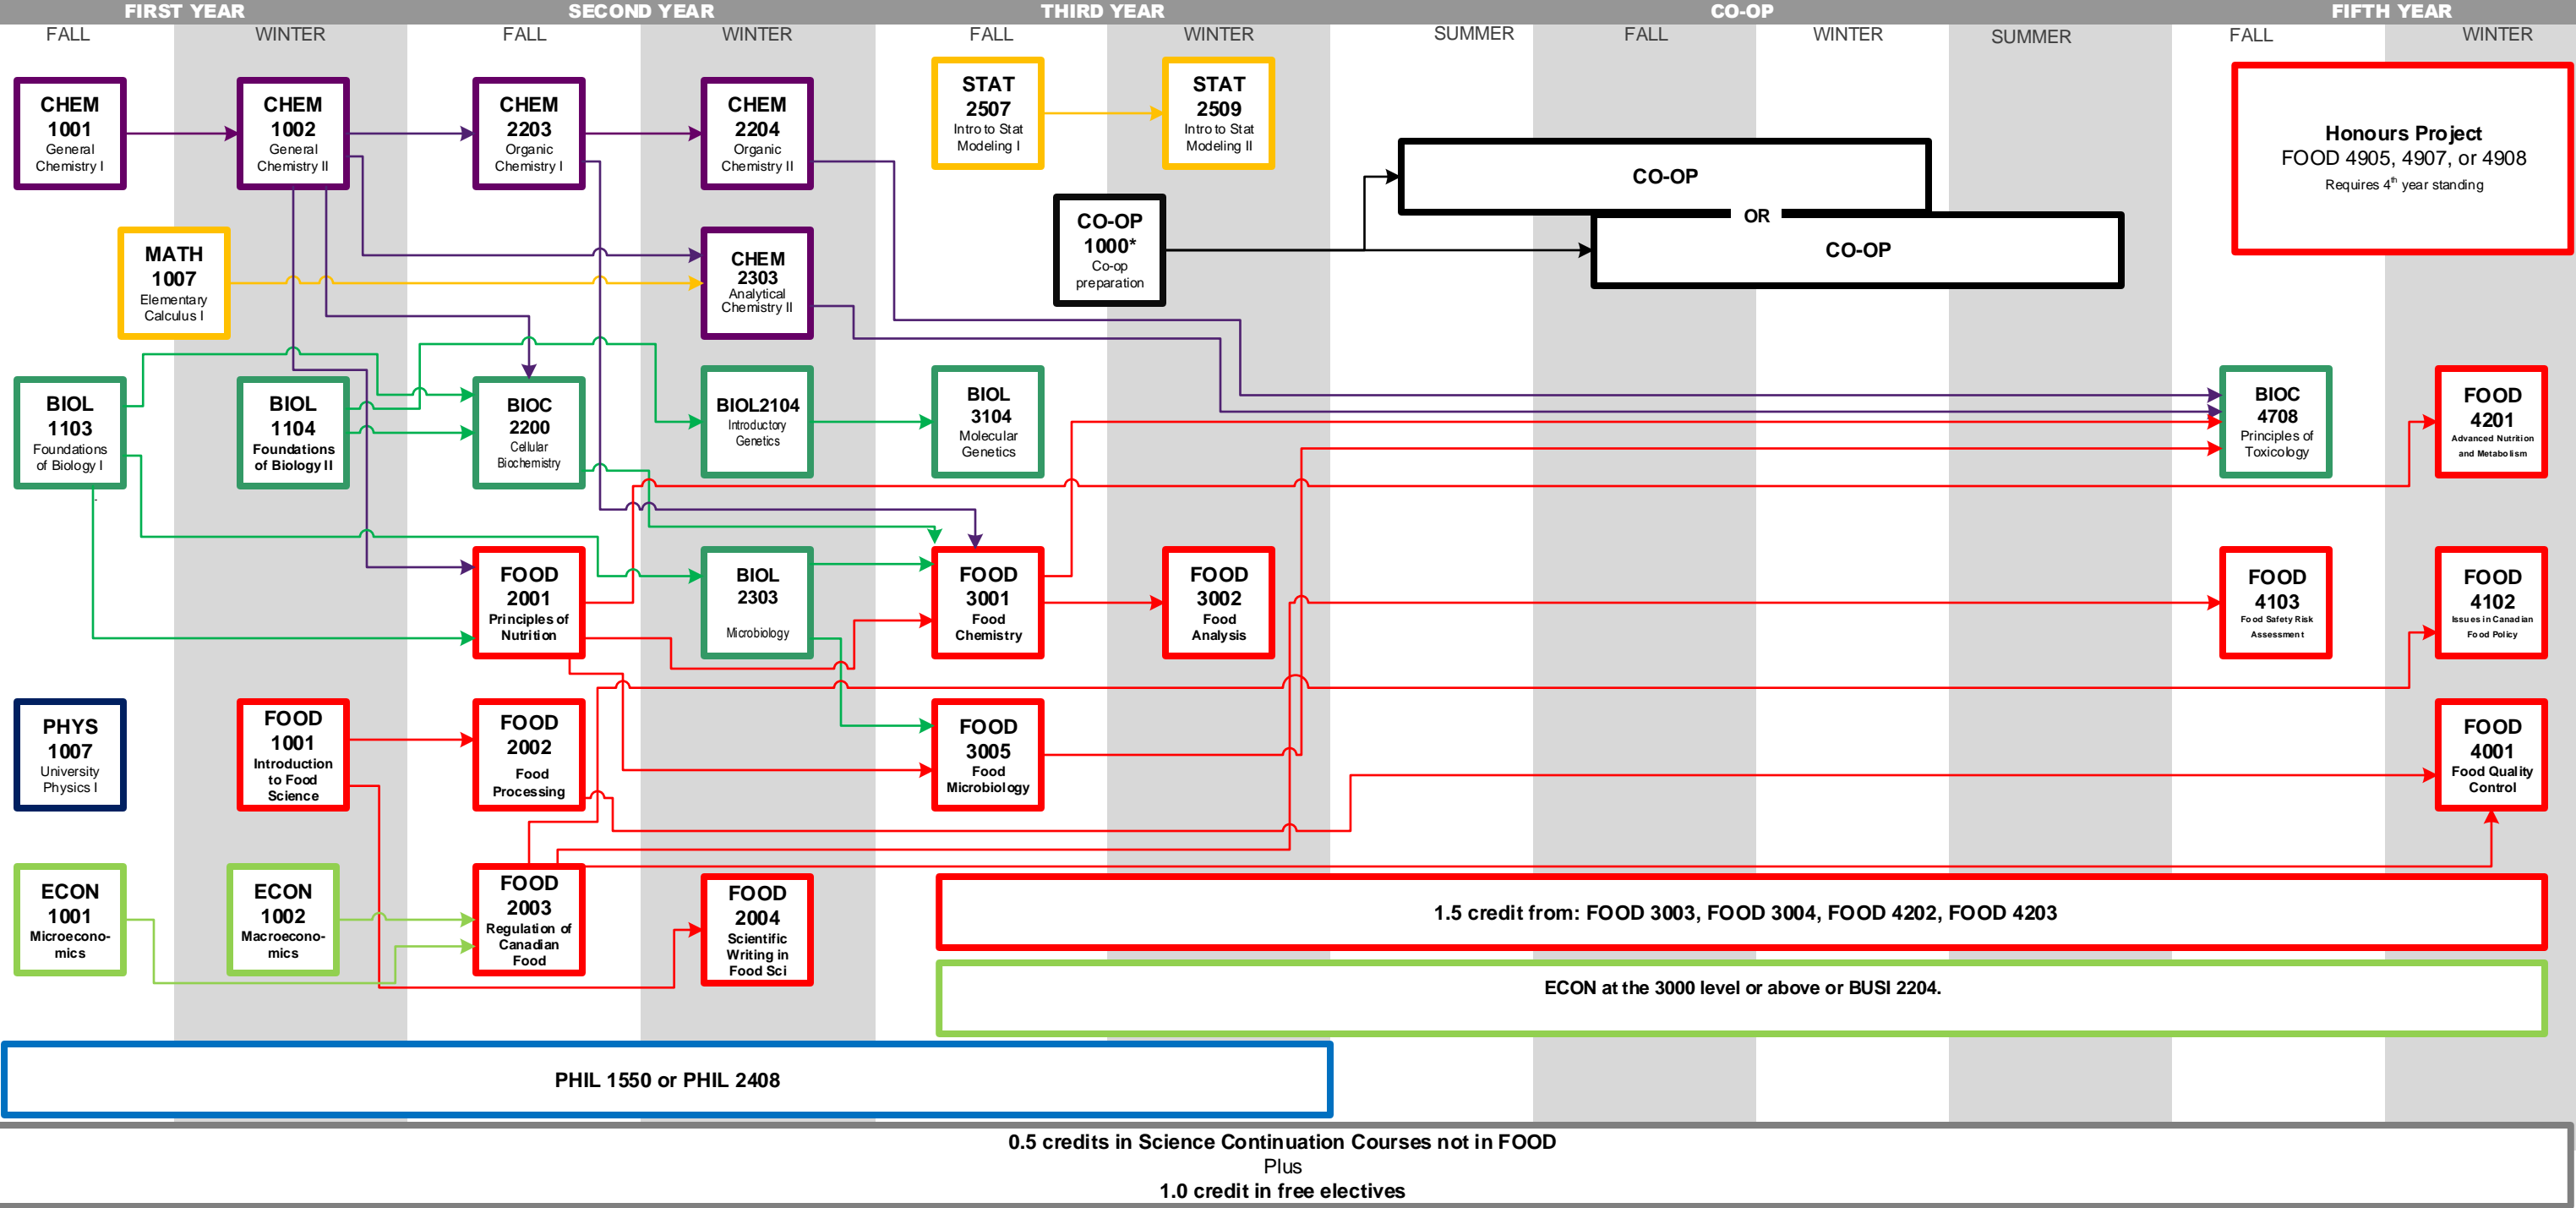 FIRST YEAR
SECOND YEAR
THIRD YEAR
CO-OP
FIFTH YEAR
FALL
WINTER
FALL
WINTER
FALL
WINTER
SUMMER
FALL
WINTER
SUMMER
FALL
WINTER
CHEM
1001
General
Chemistry I
CHEM
1002
General
Chemistry II
CHEM
2203
Organic
Chemistry I
CHEM
2204
Organic
Chemistry II
STAT
2507
Intro to Stat
Modeling I
STAT
2509
Intro to Stat
Modeling II
CO-OP
OR
CO-OP
Honours Project
FOOD 4905, 4907, or 4908
Requires 4th year standing
MATH
1007
Elementary
Calculus I
CHEM
2303
Analytical
Chemistry II
CO-OP
1000*
Co-op
preparation
BIOL
1103
Foundations
of Biology I
BIOL
1104
Foundations
of Biology II
BIOC
2200
Cellular
Biochemistry
BIOL2104
Introductory
Genetics
BIOL
3104
Molecular
Genetics
BIOC
4708
Principles of
Toxicology
FOOD
4201
Advanced Nutrition
and Metabolism
FOOD
2001
Principles of
Nutrition
BIOL
2303
Microbiology
FOOD
3001
Food
Chemistry
FOOD
3002
Food
Analysis
FOOD
4103
Food Safety Risk
Assessment
FOOD
4102
Issues in Canadian
Food Policy
PHYS
1007
University
Physics I
FOOD
1001
Introduction
to Food
Science
FOOD
2002
Food
Processing
FOOD
3005
Food
Microbiology
FOOD
4001
Food Quality
Control
ECON
1001
Microecono-
mics
ECON
1002
Macroecono-
mics
FOOD
2003
Regulation of
Canadian
Food
FOOD
2004
Scientific
Writing in
Food Sci
1.5 credit from: FOOD 3003, FOOD 3004, FOOD 4202, FOOD 4203
ECON at the 3000 level or above or BUSI 2204.
PHIL 1550 or PHIL 2408
0.5 credits in Science Continuation Courses not in FOOD
Plus
1.0 credit in free electives